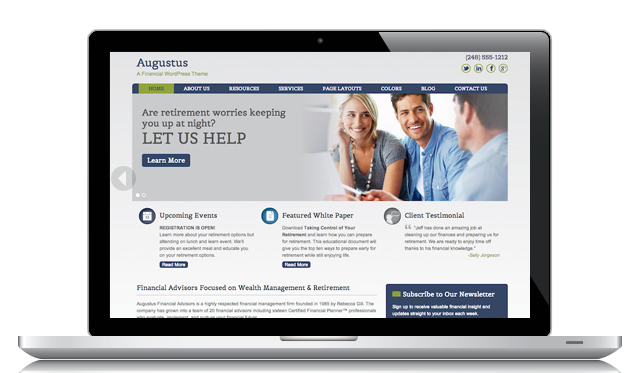 Augustus
A Financial WordPress Theme
(248) 555-1212
HOME ABOUT US RESOURCES SERVICES PAGE LAYOUTS COLORS BLOG CONTACT US
Are retirement worries keeping
you up at night?
LET US HELP
Learn More
Upcoming Events
REGISTRATION IS OPEN!
Learn more about your retirement options but
attending on lunch and learn event. We'll
provide an excellent meal and educate you
on your retirement options.
Read More
Featured White Paper
Download Taking Control of Your
Retirement and learn how you can prepare
for retirement. This educational document will
give you the top ten ways to prepare early for
retirement while still enjoying life.
Read More
Client Testimonial
"Jeff has done an amazing job at
cleaning up our finances and preparing us for
retirement. We are ready to enjoy time off
thanks to his financial knowledge."
-Sally Jorgeson
Financial Advisors Focused on Wealth Management & Retirement
Augustus Financial Advisors is a highly respected financial management firm founded in 1985 by Rebecca Gill. The
company has grown into a team of 20 financial advisors including sixteen Certified Financial Planner™ professionals
Subscribe to Our Newsletter
Sign up to receive valuable financial insight and
updates straight to your inbox each week.